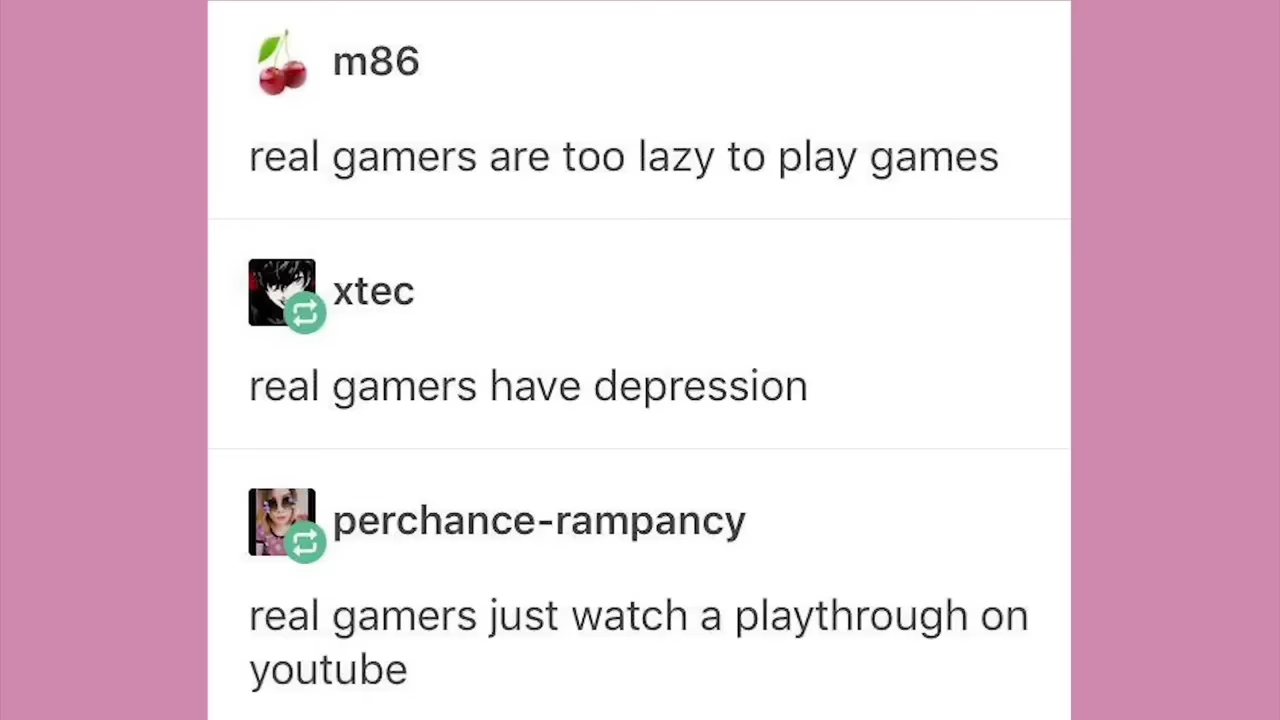 m86
real gamers are too lazy to play games
xtec
real gamers have depression
perchance-rampancy
real gamers just watch a playthrough on
youtube